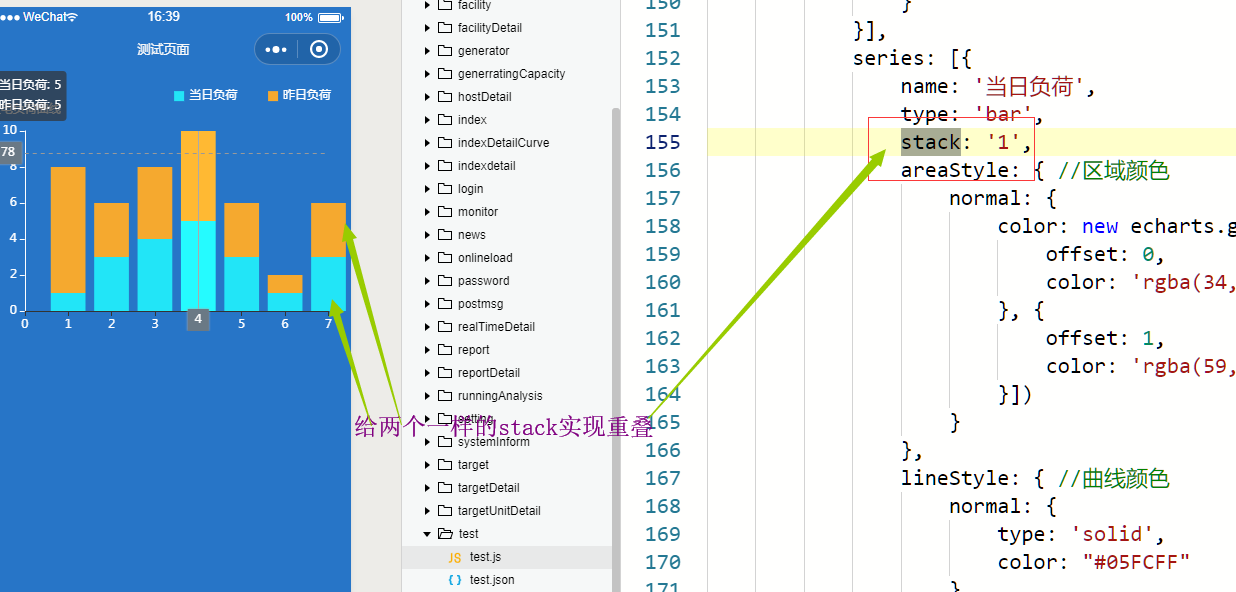 WeChat
16:39
100%
测试页面
当日负荷: 5
昨日负荷: 5
当日负荷
昨日负荷
10
78
8
6
4
2
0
0
1
2
3
4
5
6
7
facility
facilityDetail
generator
generratingCapacity
hostDetail
index
indexDetailCurve
indexdetail
login
monitor
news
onlineload
password
postmsg
realTimeDetail
report
reportDetail
runningAnalysis
setting
systemInform
target
targetDetail
targetUnitDetail
test
JS test.js
{ } test.json
给两个一样的stack实现重叠
150 }
151 }],
152 series: [{
153 name: '当日负荷',
154 type: 'bar',
155 stack: '1',
156 areaStyle: { //区域颜色
157 normal: {
158 color: new echarts.g
159 offset: 0,
160 color: 'rgba(34,
161 }, {
162 offset: 1,
163 color: 'rgba(59,
164 }])
165 }
166 },
167 lineStyle: { //曲线颜色
168 normal: {
169 type: 'solid',
170 color: "#05FCFF"
171 }